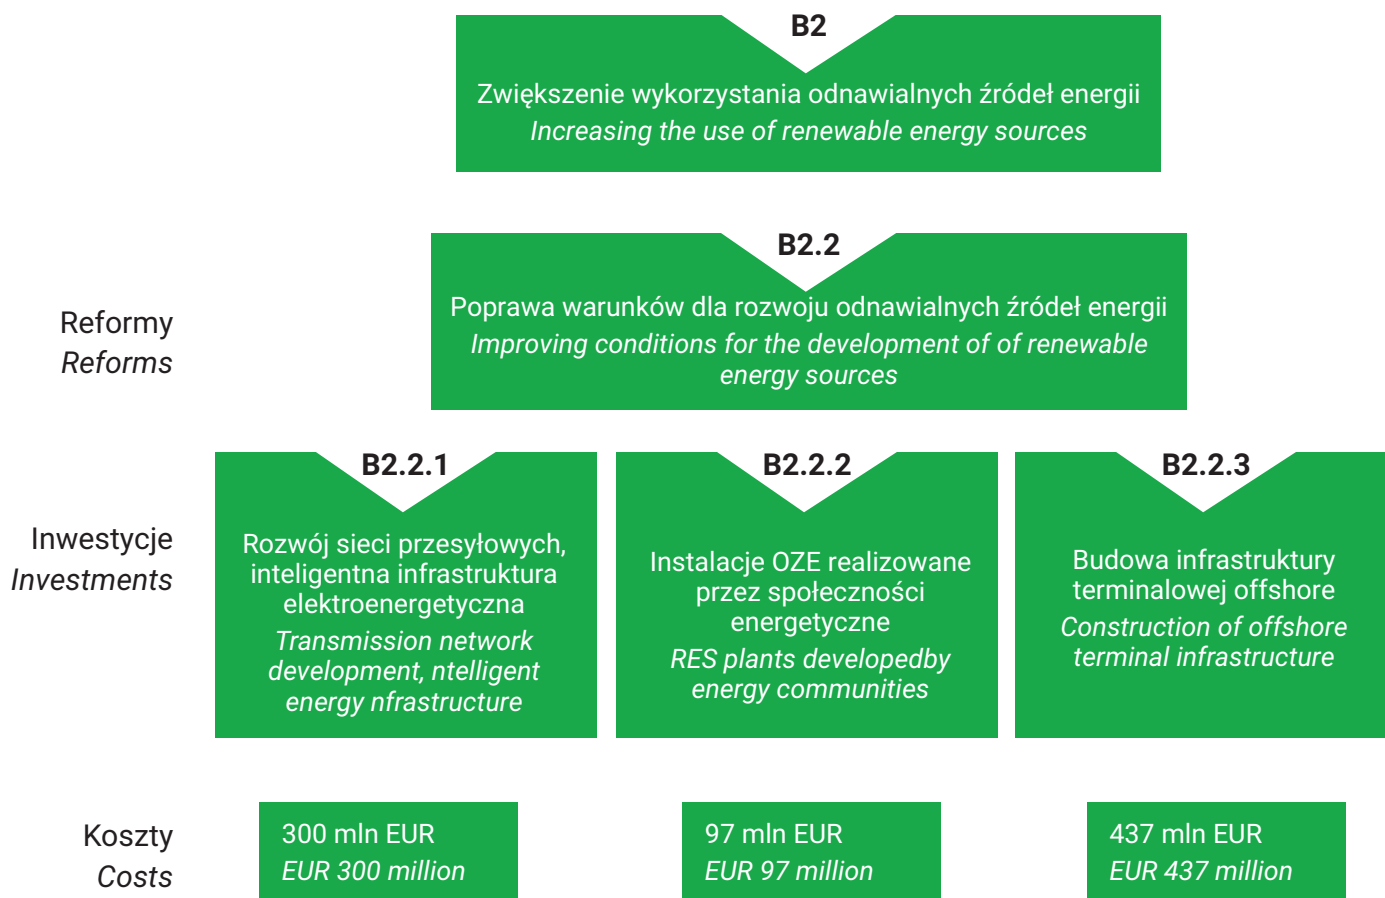 B2
Zwiększenie wykorzystania odnawialnych źródeł energii
Increasing the use of renewable energy sources
B2.2
Reformy
Reforms
Poprawa warunków dla rozwoju odnawialnych źródeł energii
Improving conditions for the development of of renewable
energy sources
Inwestycje
Investments
B2.2.1
Rozwój sieci przesyłowych,
inteligentna infrastruktura
elektroenergetyczna
Transmission network
development, ntelligent
energy nfrastructure
B2.2.2
Instalacje OZE realizowane
przez społeczności
energetyczne
RES plants developedby
energy communities
B2.2.3
Budowa infrastruktury
terminalowej offshore
Construction of offshore
terminal infrastructure
Koszty
Costs
300 mln EUR
EUR 300 million
97 mln EUR
EUR 97 million
437 mln EUR
EUR 437 million